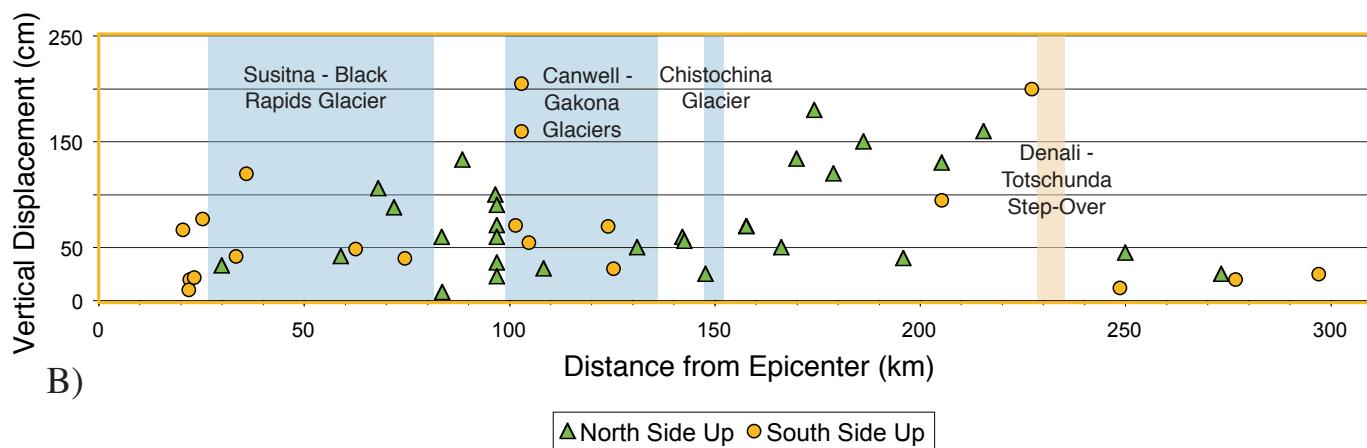 Vertical Displacement (cm)
250
150
50
0
Susitna - Black
Rapids Glacier
Canwell -
Gakona
Glaciers
Chistochina
Glacier
Denali -
Totschunda
Step-Over
0 50 100 150 200 250 300
Distance from Epicenter (km)
B)
North Side Up South Side Up